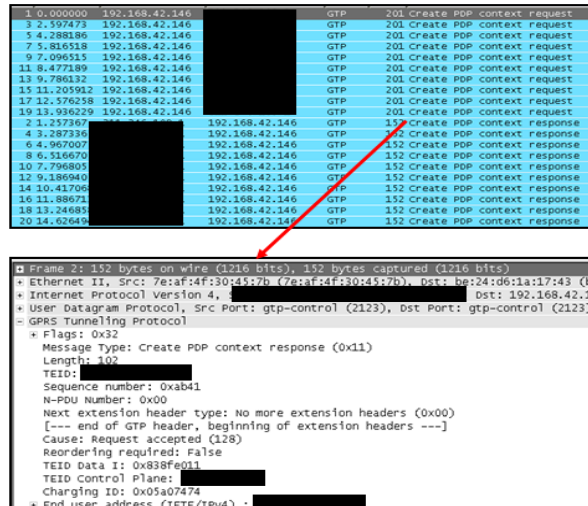 1 0.000000 192.168.42.146 GTP 201 Create PDP context request
3 2.597473 192.168.42.146 GTP 201 Create PDP context request
5 4.288186 192.168.42.146 GTP 201 Create PDP context request
7 5.816518 192.168.42.146 GTP 201 Create PDP context request
9 7.096515 192.168.42.146 GTP 201 Create PDP context request
11 8.477189 192.168.42.146 GTP 201 Create PDP context request
13 9.786132 192.168.42.146 GTP 201 Create PDP context request
15 11.205912 192.168.42.146 GTP 201 Create PDP context request
17 12.576258 192.168.42.146 GTP 201 Create PDP context request
19 13.936229 192.168.42.146 GTP 201 Create PDP context request
2 1.257367 192.168.42.146 GTP 152 Create PDP context response
4 3.287336 192.168.42.146 GTP 152 Create PDP context response
6 4.967007 192.168.42.146 GTP 152 Create PDP context response
8 6.516670 192.168.42.146 GTP 152 Create PDP context response
10 7.796805 192.168.42.146 GTP 152 Create PDP context response
12 9.186940 192.168.42.146 GTP 152 Create PDP context response
14 10.41706 192.168.42.146 GTP 152 Create PDP context response
16 11.88671 192.168.42.146 GTP 152 Create PDP context response
18 13.24685 192.168.42.146 GTP 152 Create PDP context response
20 14.62649 192.168.42.146 GTP 152 Create PDP context response
Frame 2: 152 bytes on wire (1216 bits), 152 bytes captured (1216 bits)
Ethernet II, Src: 7e:af:4f:30:45:7b (7e:af:4f:30:45:7b), Dst: be:24:d6:1a:17:43 (b
Internet Protocol Version 4, Dst: 192.168.42.1
User Datagram Protocol, Src Port: gtp-control (2123), Dst Port: gtp-control (2123)
GPRS Tunneling Protocol
Flags: 0x32
Message Type: Create PDP context response (0x11)
Length: 102
TEID:
Sequence number: 0xab41
N-PDU Number: 0x00
Next extension header type: No more extension headers (0x00)
[--- end of GTP header, beginning of extension headers ---]
Cause: Request accepted (128)
Reordering required: False
TEID Data I: 0x838fe011
TEID Control Plane:
Charging ID: 0x05a07474
End user address (IETF/IPv4) :